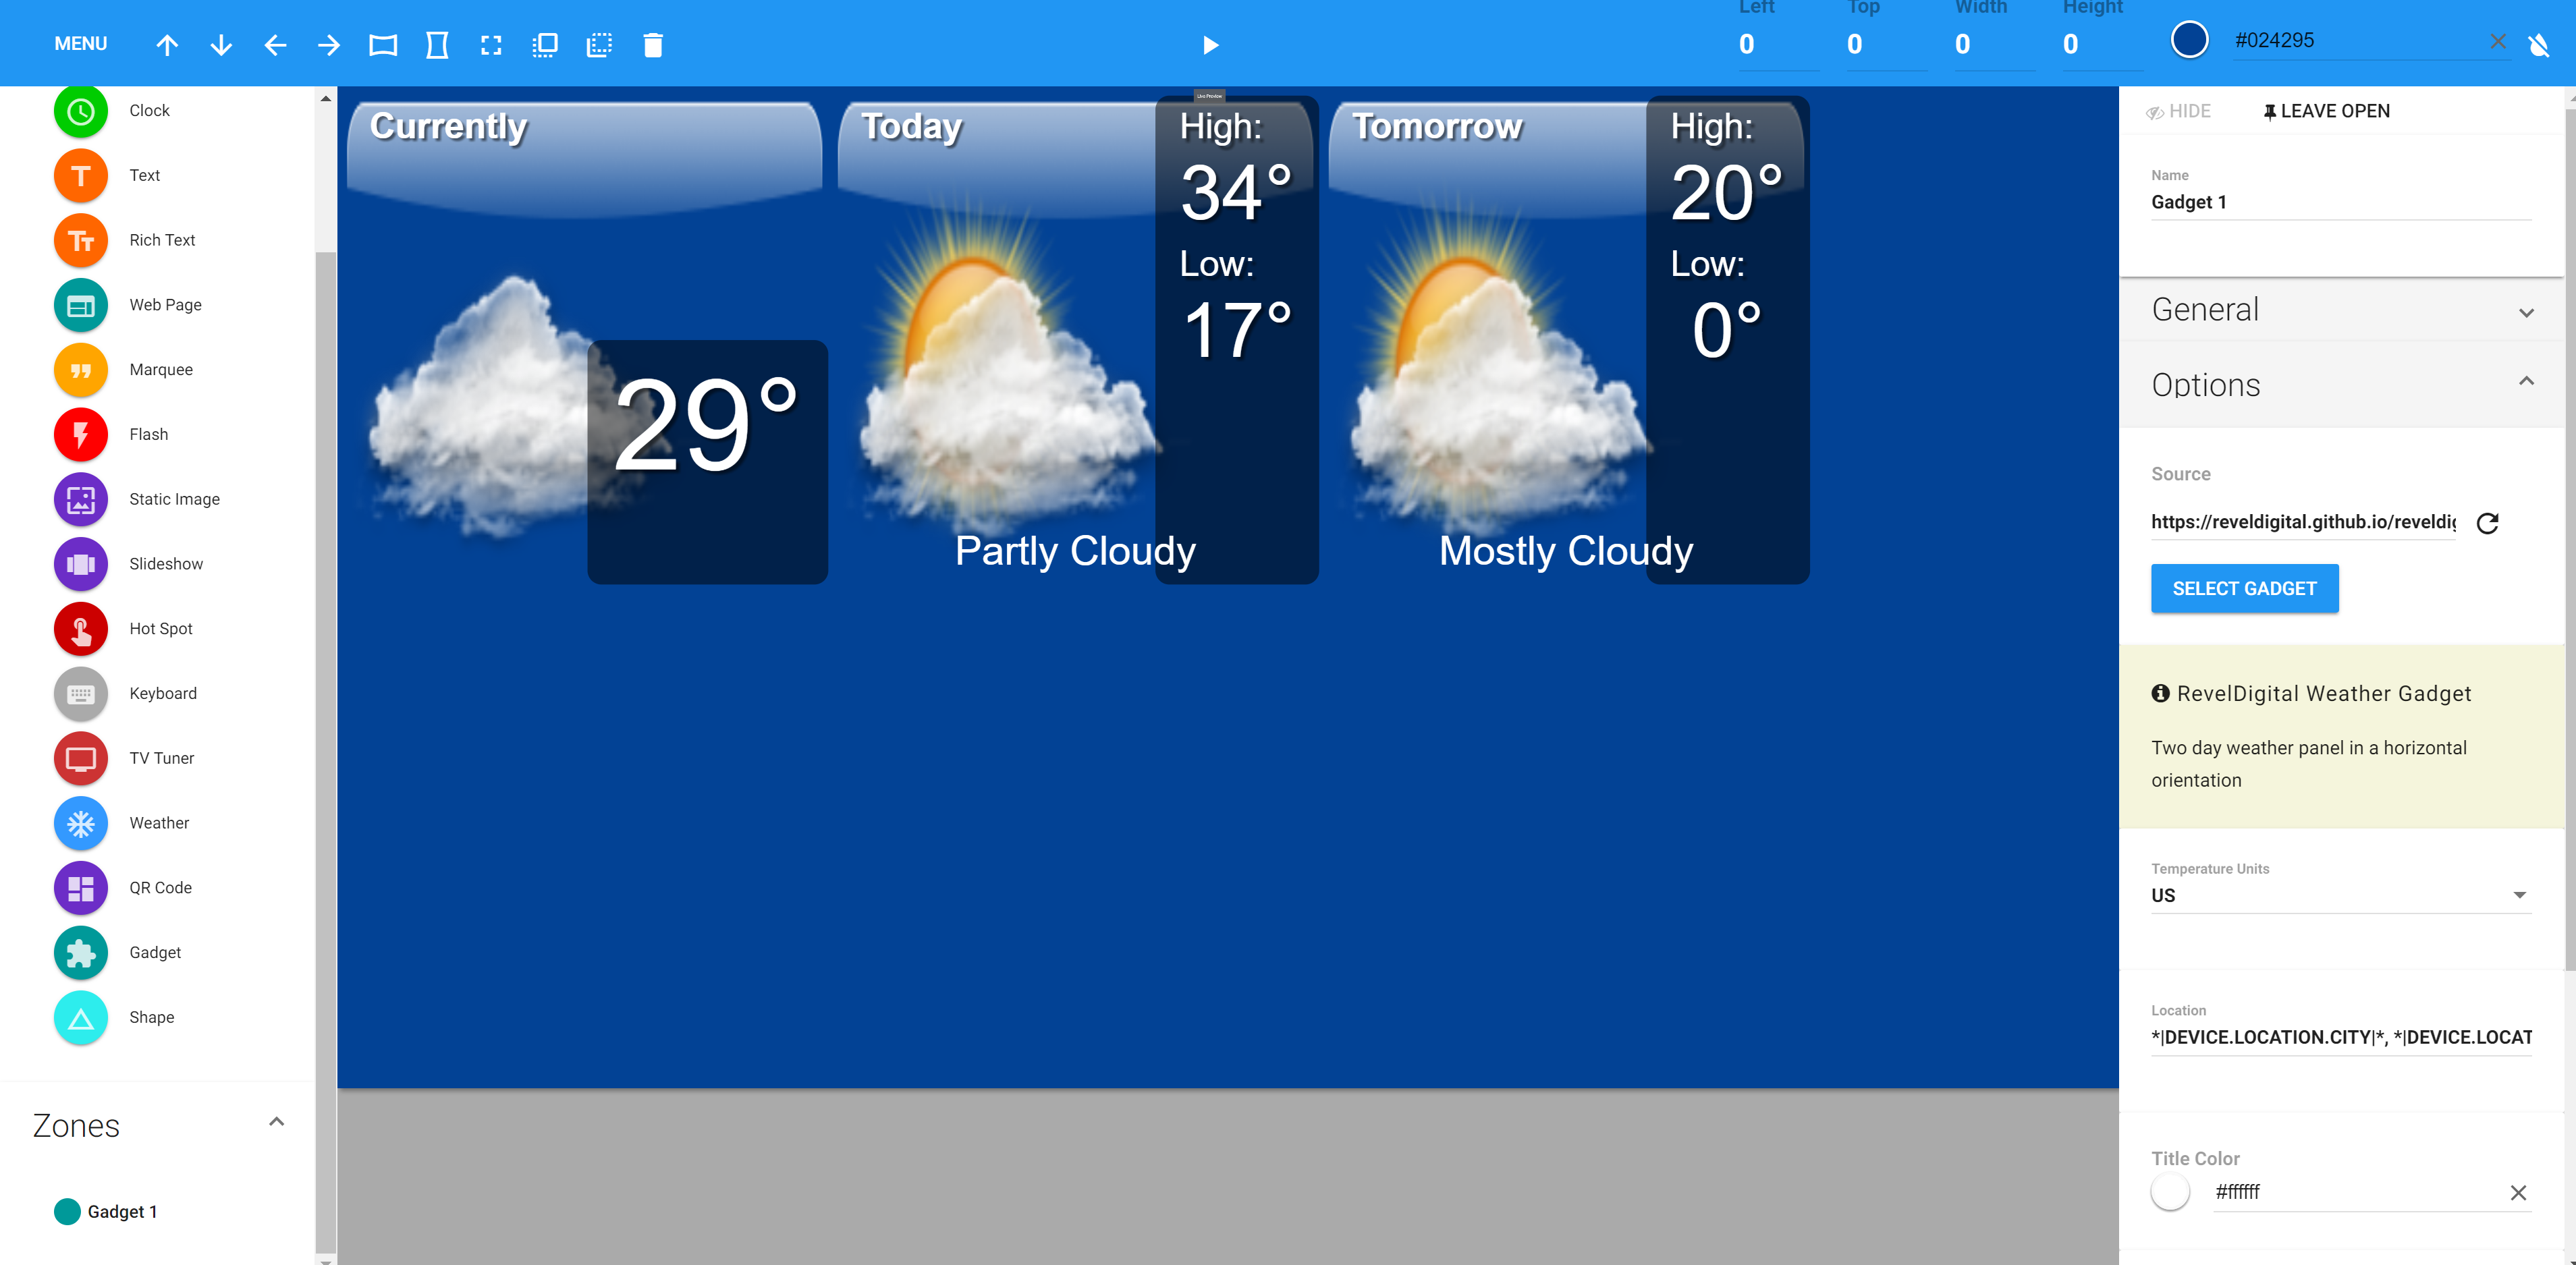 MENU
Left Top Width Height
0 0 0 0
#024295
Clock
Text
Rich Text
Web Page
Marquee
Flash
Static Image
Slideshow
Hot Spot
Keyboard
TV Tuner
Weather
QR Code
Gadget
Shape
Zones
Gadget 1
Live Preview
Currently
29°
Today
High:
34°
Low:
17°
Partly Cloudy
Tomorrow
High:
20°
Low:
0°
Mostly Cloudy
HIDE
LEAVE OPEN
Name
Gadget 1
General
Options
Source
https://reveldigital.github.io/reveldig
SELECT GADGET
RevelDigital Weather Gadget
Two day weather panel in a horizontal
orientation
Temperature Units
US
Location
*|DEVICE.LOCATION.CITY|*, *|DEVICE.LOCAT
Title Color
#ffffff